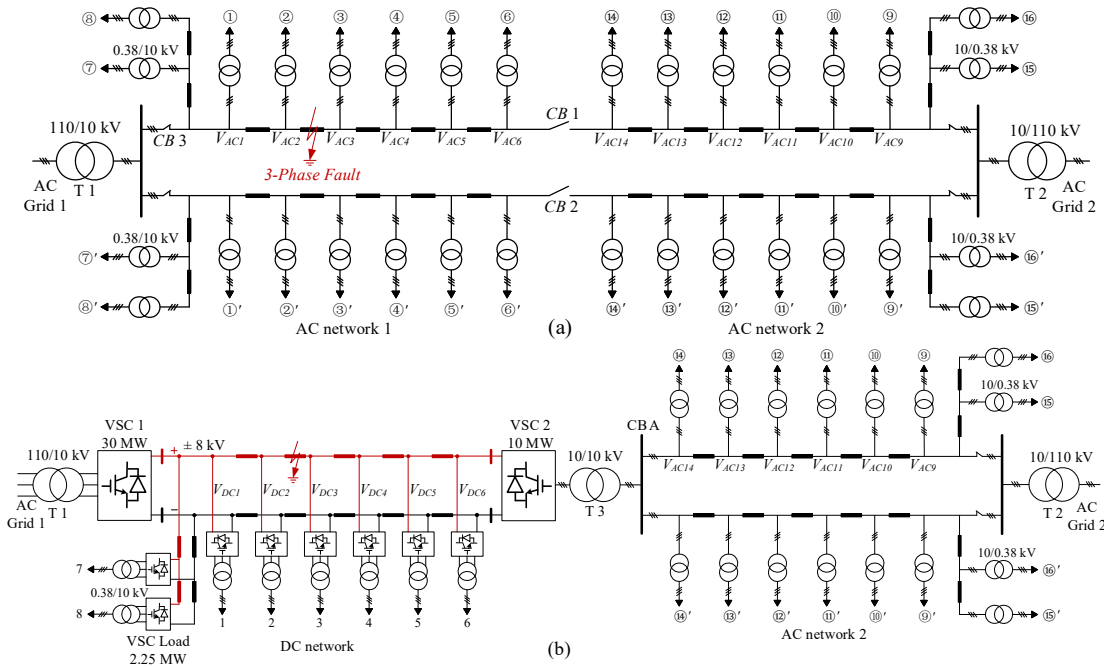 ⑧ ① ② ③ ④ ⑤ ⑥ ⑭ ⑬ ⑫ ⑪ ⑩ ⑨ ⑯
0.38/10 kV 10/0.38 kV
⑦ ⑮
110/10 kV CB 3 V_AC1 V_AC2 V_AC3 V_AC4 V_AC5 V_AC6 CB 1 V_AC14 V_AC13 V_AC12 V_AC11 V_AC10 V_AC9 10/110 kV
3-Phase Fault
AC Grid 1 T 1 CB 2 T 2 AC Grid 2
0.38/10 kV 10/0.38 kV
⑦′ ⑯′
⑧′ ①′ ②′ ③′ ④′ ⑤′ ⑥′ ⑭′ ⑬′ ⑫′ ⑪′ ⑩′ ⑨′ ⑮′
AC network 1 (a) AC network 2
⑭ ⑬ ⑫ ⑪ ⑩ ⑨ ⑯
10/0.38 kV
⑮
VSC 1 VSC 2 CB A
30 MW + ± 8 kV 10 MW
110/10 kV 10/10 kV V_AC14 V_AC13 V_AC12 V_AC11 V_AC10 V_AC9 10/110 kV
V_DC1 V_DC2 V_DC3 V_DC4 V_DC5 V_DC6
AC Grid 1 T 1 − T 3 T 2 AC Grid 2
10/0.38 kV
7 ⑯′
0.38/10 kV
8 1 2 3 4 5 6 ⑭′ ⑬′ ⑫′ ⑪′ ⑩′ ⑨′ ⑮′
VSC Load DC network (b) AC network 2
2.25 MW